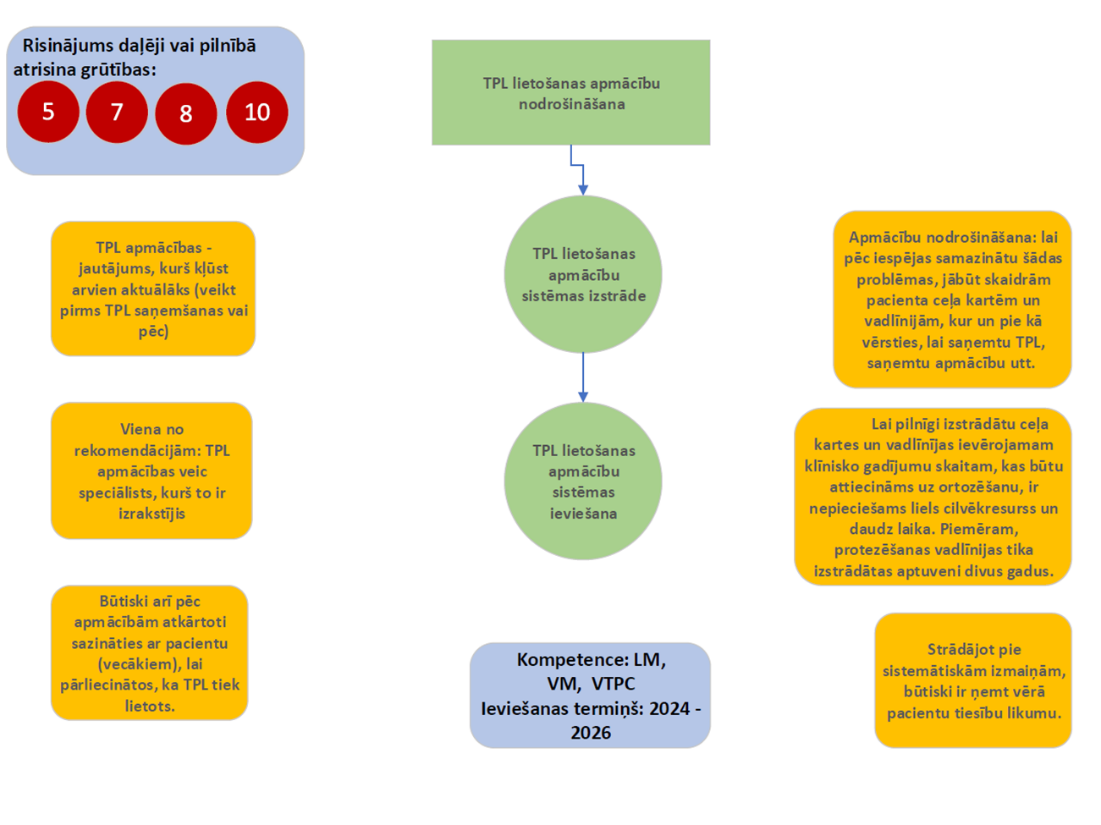 Risinājums daļēji vai pilnībā
atrisina grūtības:
5 7 8 10
TPL lietošanas apmācību
nodrošināšana
TPL lietošanas
apmācību
sistēmas izstrāde
TPL lietošanas
apmācību
sistēmas
ieviešana
TPL apmācības -
jautājums, kurš kļūst
arvien aktuālāks (veikt
pirms TPL saņemšanas vai
pēc)
Viena no
rekomendācijām: TPL
apmācības veic
speciālists, kurš to ir
izrakstījis
Būtiski arī pēc
apmācībām atkārtoti
sazināties ar pacientu
(vecākiem), lai
pārliecinātos, ka TPL tiek
lietots.
Kompetence: LM,
VM, VTPC
Ieviešanas termiņš: 2024 -
2026
Apmācību nodrošināšana: lai
pēc iespējas samazinātu šādas
problēmas, jābūt skaidrām
pacienta ceļa kartēm un
vadlīnijām, kur un pie kā
vērsties, lai saņemtu TPL,
saņemtu apmācību utt.
Lai pilnīgi izstrādātu ceļa
kartes un vadlīnijas ievērojamam
klīnisko gadījumu skaitam, kas būtu
attiecināms uz ortozēšanu, ir
nepieciešams liels cilvēkresurss un
daudz laika. Piemēram,
protezēšanas vadlīnijas tika
izstrādātas aptuveni divus gadus.
Strādājot pie
sistemātiskām izmaiņām,
būtiski ir ņemt vērā
pacientu tiesību likumu.